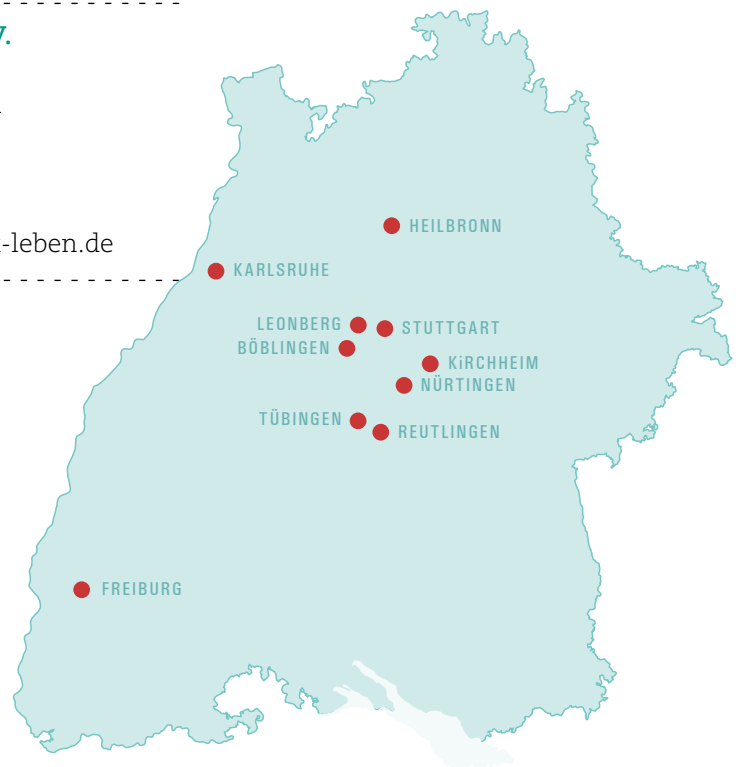 V.
-leben.de
HEILBRONN
KARLSRUHE
LEONBERG
STUTTGART
BÖBLINGEN
KiRCHHEIM
NÜRTINGEN
TÜBINGEN
REUTLINGEN
FREIBURG